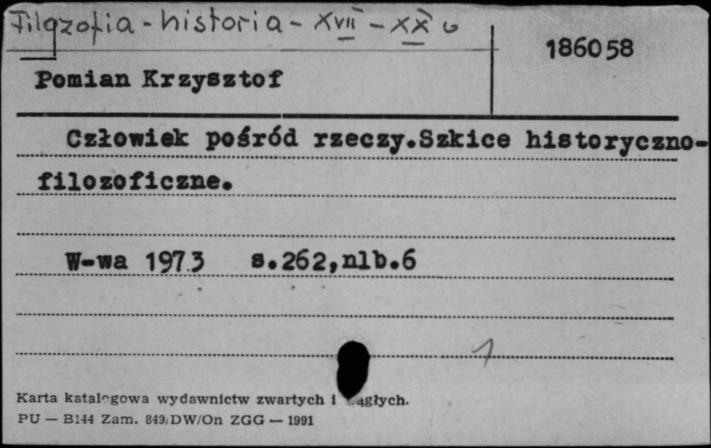 Filozofia - historia - XVII - XX w
186058
Pomian Krzysztof
Człowiek pośród rzeczy.Szkice historyczno-
filozoficzne.
W-wa 1973 s.262,nlb.6
1
Karta katalogowa wydawnictw zwartych i
PU — B144 Zam. 849/DW/On ZGG — 1991